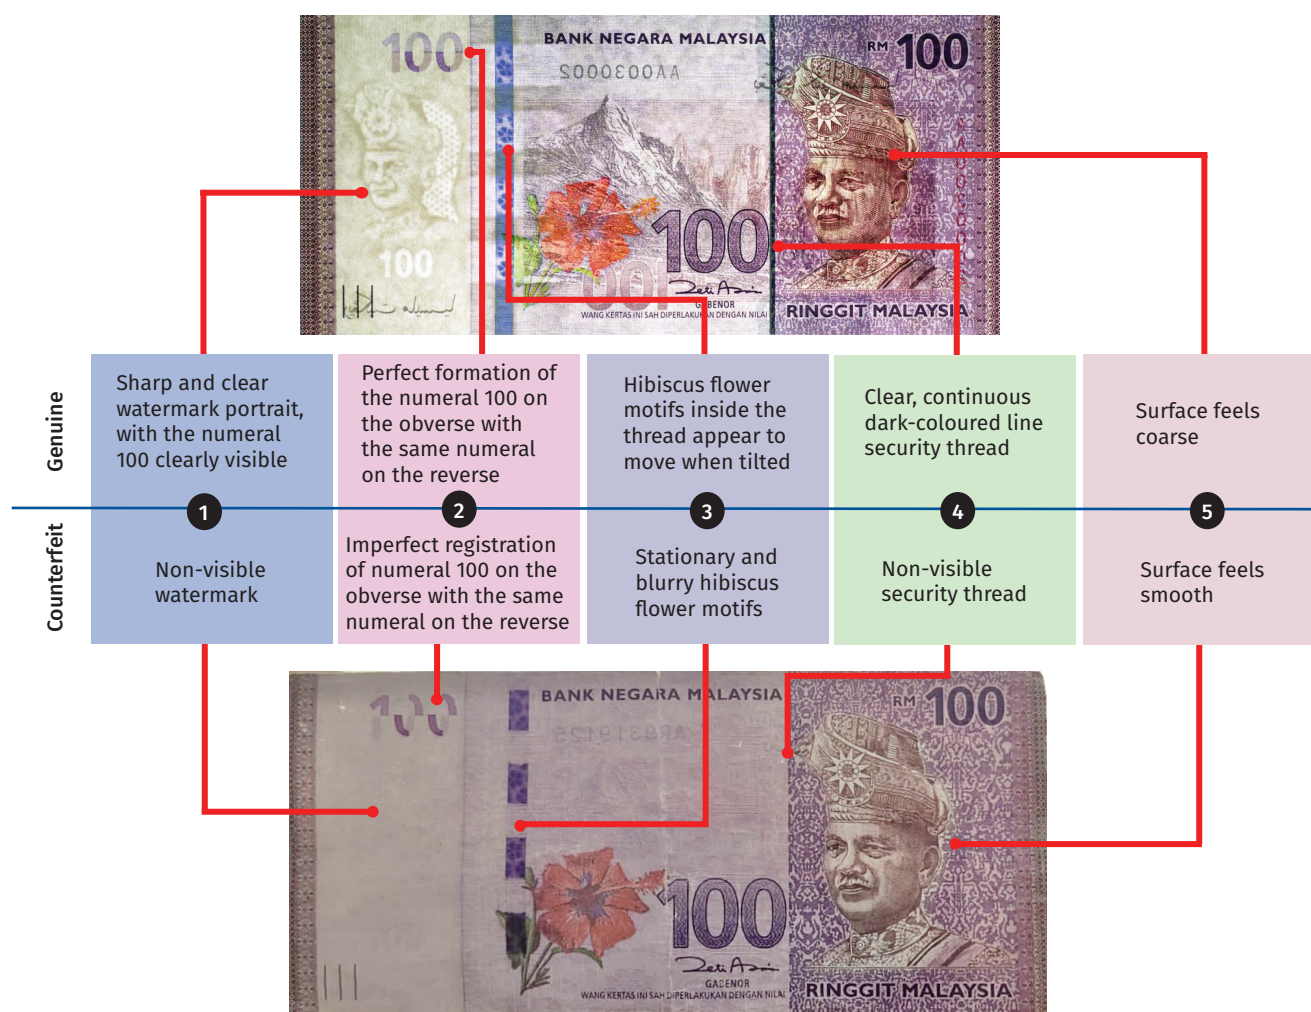 100
BANK NEGARA MALAYSIA
RM 100
AA0030002
100
100
GABENOR
WANG KERTAS INI SAH DIPERLAKUKAN DENGAN NILAI
RINGGIT MALAYSIA
Genuine
Sharp and clear
watermark portrait,
with the numeral
100 clearly visible
Perfect formation of
the numeral 100 on
the obverse with
the same numeral
on the reverse
Hibiscus flower
motifs inside the
thread appear to
move when tilted
Clear, continuous
dark-coloured line
security thread
Surface feels
coarse
1
2
3
4
5
Counterfeit
Non-visible
watermark
Imperfect registration
of numeral 100 on the
obverse with the same
numeral on the reverse
Stationary and
blurry hibiscus
flower motifs
Non-visible
security thread
Surface feels
smooth
100
BANK NEGARA MALAYSIA
RM 100
100
GABENOR
WANG KERTAS INI SAH DIPERLAKUKAN DENGAN NILAI
RINGGIT MALAYSIA